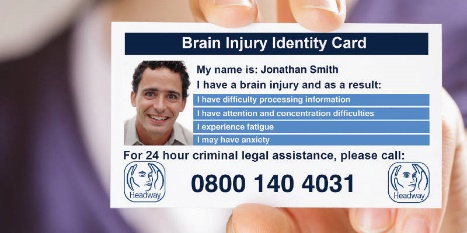 Brain Injury Identity Card
My name is: Jonathan Smith
I have a brain injury and as a result:
I have difficulty processing information
I have attention and concentration difficulties
I experience fatigue
I may have anxiety
For 24 hour criminal legal assistance, please call:
Headway 0800 140 4031 Headway